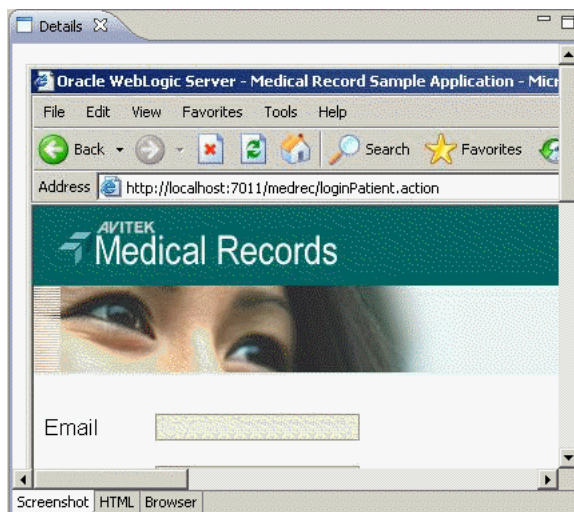 Details
Oracle WebLogic Server - Medical Record Sample Application - Micr
File Edit View Favorites Tools Help
Back Search Favorites
Address http://localhost:7011/medrec/loginPatient.action
AVITEK
Medical Records
Email
Screenshot HTML Browser